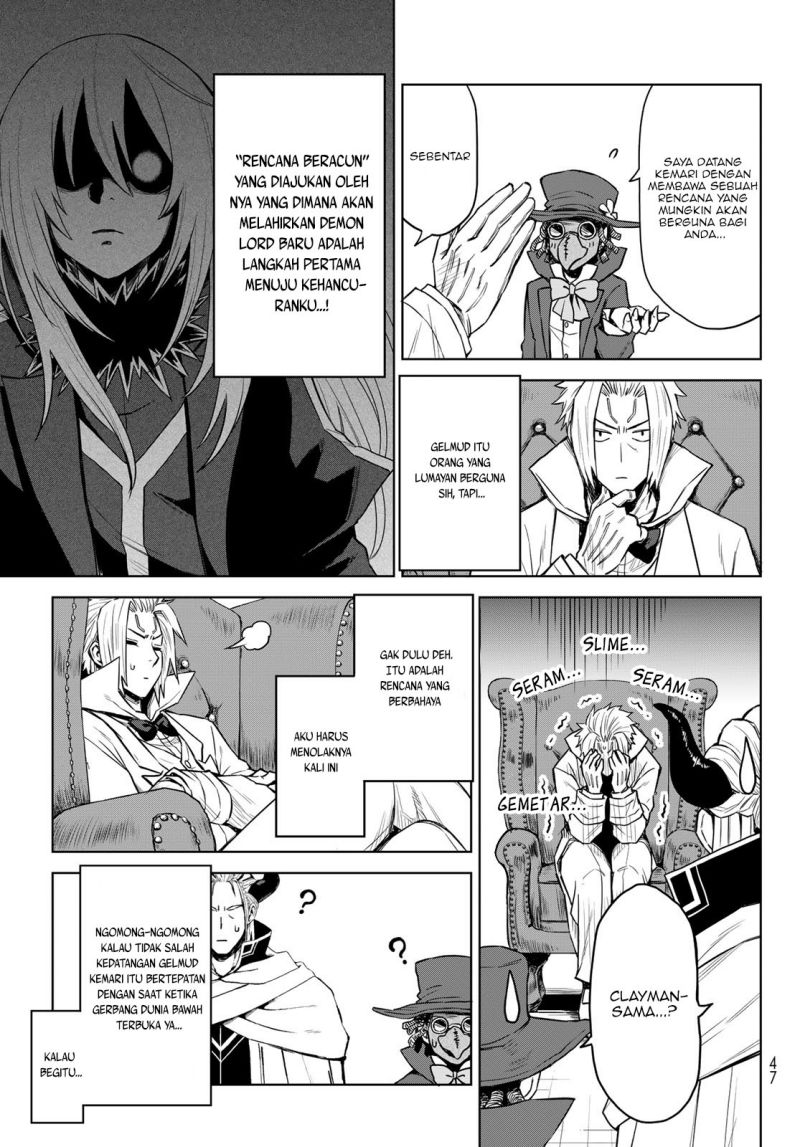 SAYA DATANG
KEMARI DENGAN
MEMBAWA SEBUAH
RENCANA YANG
MUNGKIN AKAN
BERGUNA BAGI
ANDA...
SEBENTAR
GELMUD ITU
ORANG YANG
LUMAYAN BERGUNA
SIH, TAPI...
"RENCANA BERACUN"
YANG DIAJUKAN OLEH
NYA YANG DIMANA AKAN
MELAHIRKAN DEMON
LORD BARU ADALAH
LANGKAH PERTAMA
MENUJU KEHANCU-
RANKU...!
SLIME...
SERAM...
SERAM...
GEMETAR...
CLAYMAN-
SAMA...?
GAK DULU DEH.
ITU ADALAH
RENCANA YANG
BERBAHAYA
AKU HARUS
MENOLAKNYA
KALI INI
?
?
NGOMONG-NGOMONG
KALAU TIDAK SALAH
KEDATANGAN GELMUD
KEMARI ITU BERTEPATAN
DENGAN SAAT KETIKA
GERBANG DUNIA BAWAH
TERBUKA YA...
KALAU
BEGITU...
47